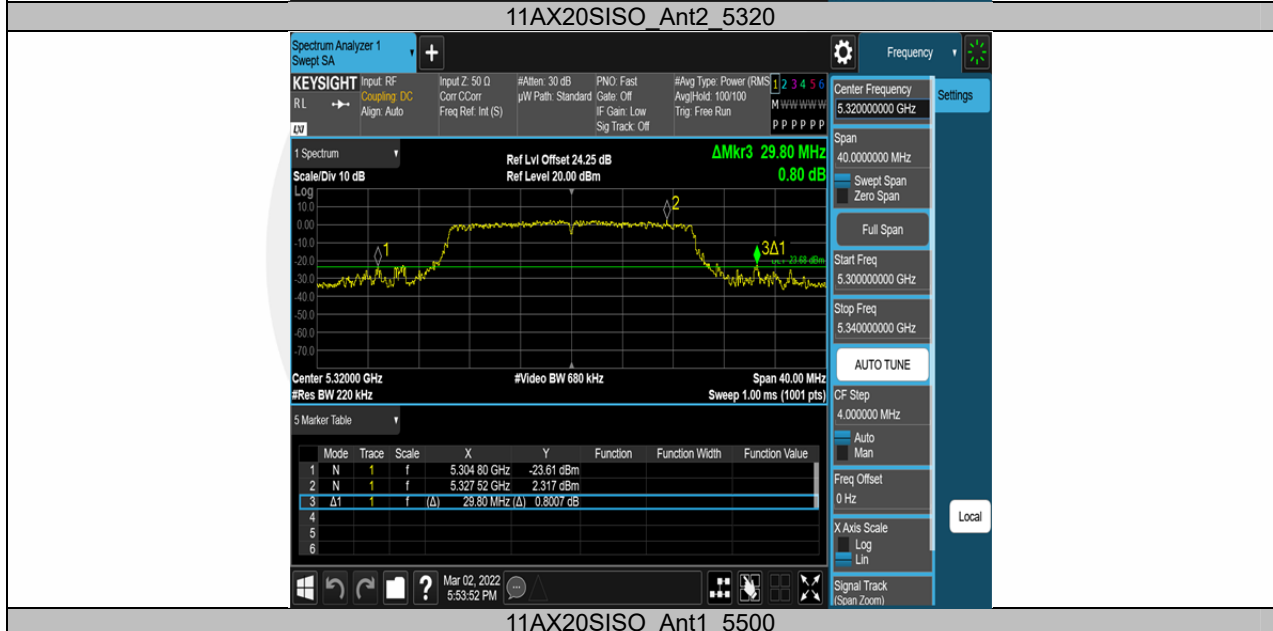 11AX20SISO_Ant2_5320
Spectrum Analyzer 1
Swept SA
Frequency
KEYSIGHT
RL
LXI
Input: RF
Coupling: DC
Align: Auto
Input Z: 50 Ω
Corr CCorr
Freq Ref: Int (S)
#Atten: 30 dB
µW Path: Standard
PNO: Fast
Gate: Off
IF Gain: Low
Sig Track: Off
#Avg Type: Power (RMS
Avg|Hold: 100/100
Trig: Free Run
1 2 3 4 5 6
M W W W W W
P P P P P P
1 Spectrum
Scale/Div 10 dB
Ref Lvl Offset 24.25 dB
Ref Level 20.00 dBm
ΔMkr3 29.80 MHz
0.80 dB
Log
10.0
0.00
-10.0
-20.0
-30.0
-40.0
-50.0
-60.0
-70.0
1
2
3Δ1
DL1 -23.68 dBm
Center 5.32000 GHz
#Video BW 680 kHz
Span 40.00 MHz
#Res BW 220 kHz
Sweep 1.00 ms (1001 pts)
5 Marker Table
Mode Trace Scale X Y Function Function Width Function Value
1 N 1 f 5.304 80 GHz -23.61 dBm
2 N 1 f 5.327 52 GHz 2.317 dBm
3 Δ1 1 f (Δ) 29.80 MHz (Δ) 0.8007 dB
4
5
6
Mar 02, 2022
5:53:52 PM
Center Frequency
5.320000000 GHz
Settings
Span
40.0000000 MHz
Swept Span
Zero Span
Full Span
Start Freq
5.300000000 GHz
Stop Freq
5.340000000 GHz
AUTO TUNE
CF Step
4.000000 MHz
Auto
Man
Freq Offset
0 Hz
Local
X Axis Scale
Log
Lin
Signal Track
(Span Zoom)
11AX20SISO_Ant1_5500